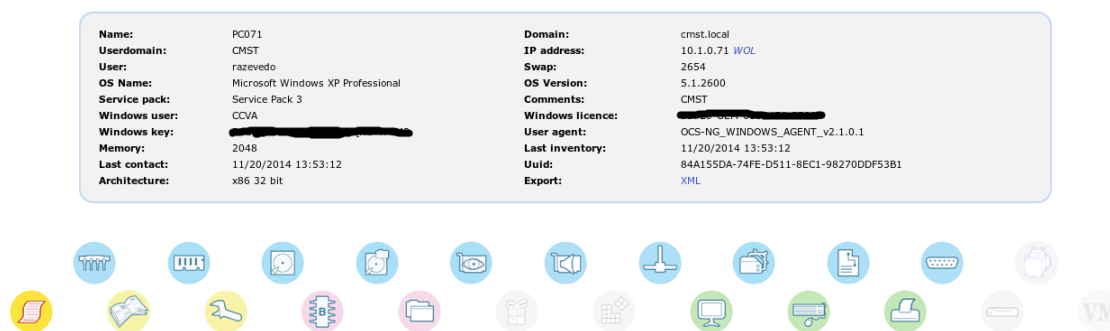 Name: PC071 Domain: cmst.local
Userdomain: CMST IP address: 10.1.0.71 WOL
User: razevedo Swap: 2654
OS Name: Microsoft Windows XP Professional OS Version: 5.1.2600
Service pack: Service Pack 3 Comments: CMST
Windows user: CCVA Windows licence:
Windows key: User agent: OCS-NG_WINDOWS_AGENT_v2.1.0.1
Memory: 2048 Last inventory: 11/20/2014 13:53:12
Last contact: 11/20/2014 13:53:12 Uuid: 84A155DA-74FE-D511-8EC1-98270DDF53B1
Architecture: x86 32 bit Export: XML
B
VM